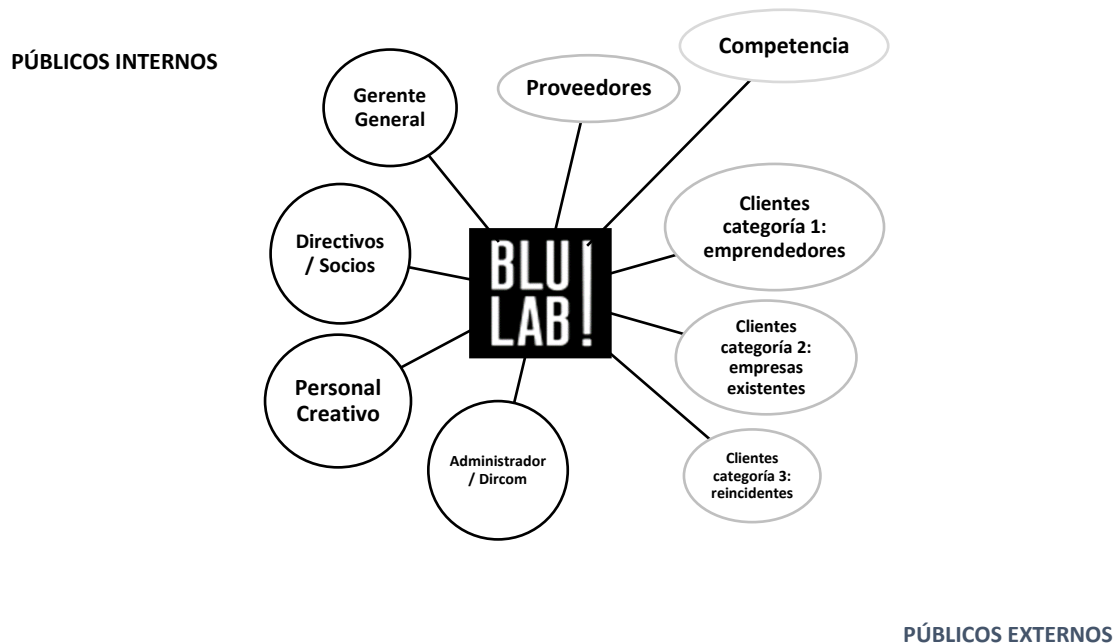 PÚBLICOS INTERNOS
Competencia
Proveedores
Gerente
General
Clientes
categoría 1:
emprendedores
Directivos
/ Socios
BLU
LAB!
Clientes
categoría 2:
empresas
existentes
Personal
Creativo
Administrador
/ Dircom
Clientes
categoría 3:
reincidentes
PÚBLICOS EXTERNOS